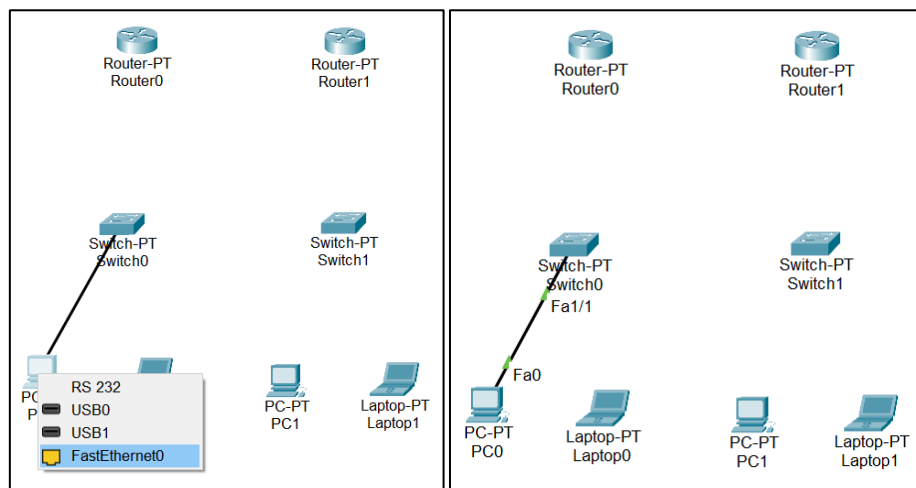 Router-PT
Router0
Router-PT
Router1
Switch-PT
Switch0
Switch-PT
Switch1
PC
P
RS 232
USB0
USB1
FastEthernet0
PC-PT
PC1
Laptop-PT
Laptop1
Router-PT
Router0
Router-PT
Router1
Switch-PT
Switch0
Fa1/1
Switch-PT
Switch1
Fa0
PC-PT
PC0
Laptop-PT
Laptop0
PC-PT
PC1
Laptop-PT
Laptop1